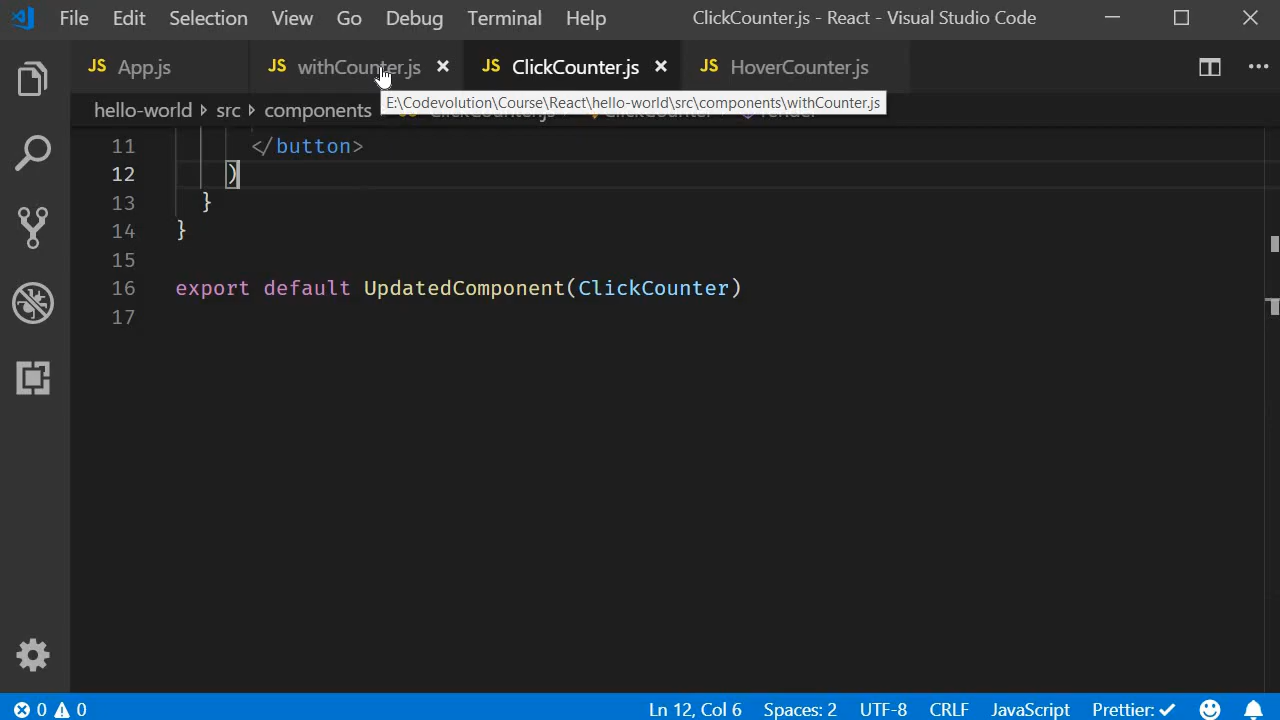 File Edit Selection View Go Debug Terminal Help ClickCounter.js - React - Visual Studio Code
JS App.js JS withCounter.js JS ClickCounter.js JS HoverCounter.js
hello-world src components
E:\Codevolution\Course\React\hello-world\src\components\withCounter.js
11 </button>
12 )
13 }
14 }
15
16 export default UpdatedComponent(ClickCounter)
17
0 0 Ln 12, Col 6 Spaces: 2 UTF-8 CRLF JavaScript Prettier: ✓